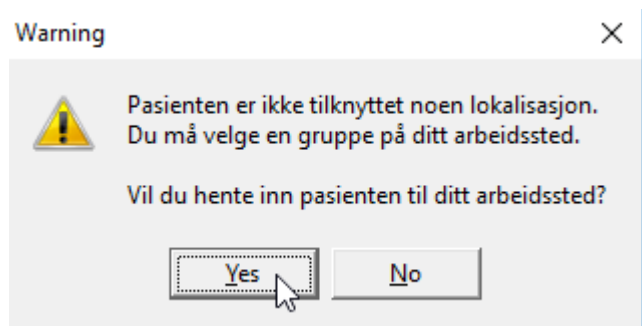 Warning
Pasienten er ikke tilknyttet noen lokalisasjon.
Du må velge en gruppe på ditt arbeidssted.
Vil du hente inn pasienten til ditt arbeidssted?
Yes
No